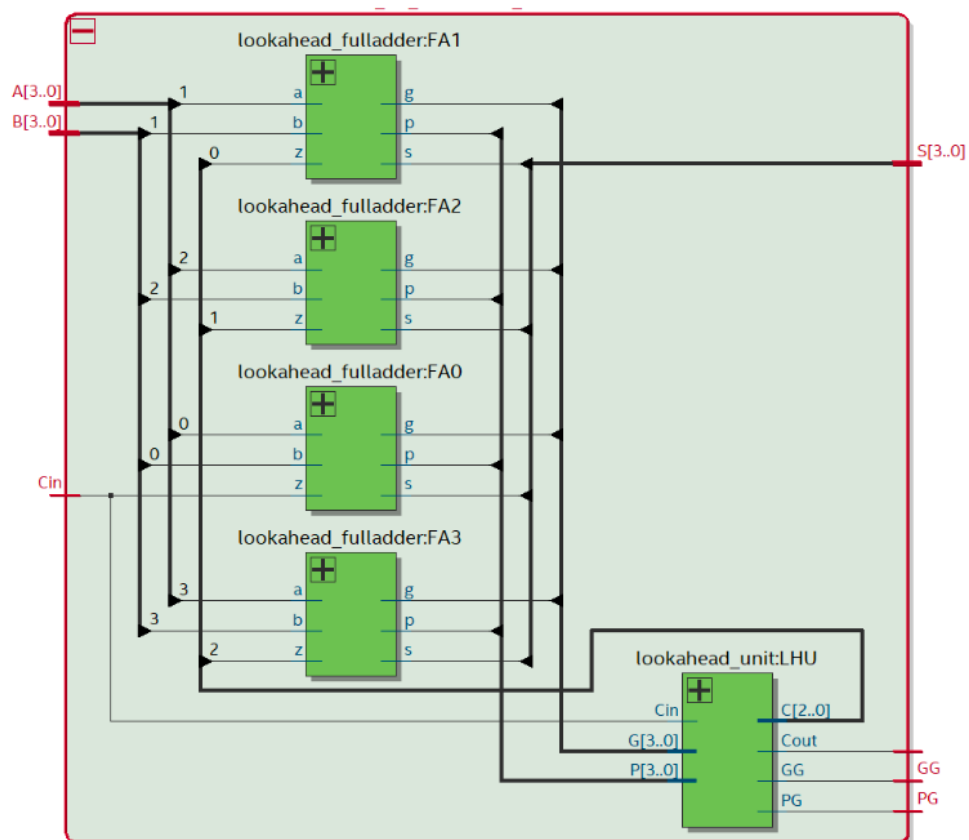 lookahead_fulladder:FA1
A[3..0]
1
a
g
B[3..0]
1
b
p
0
z
s
S[3..0]
lookahead_fulladder:FA2
2
a
g
2
b
p
1
z
s
lookahead_fulladder:FA0
0
a
g
0
b
p
Cin
z
s
lookahead_fulladder:FA3
3
a
g
3
b
p
2
z
s
lookahead_unit:LHU
Cin
C[2..0]
G[3..0]
Cout
P[3..0]
GG
GG
PG
PG